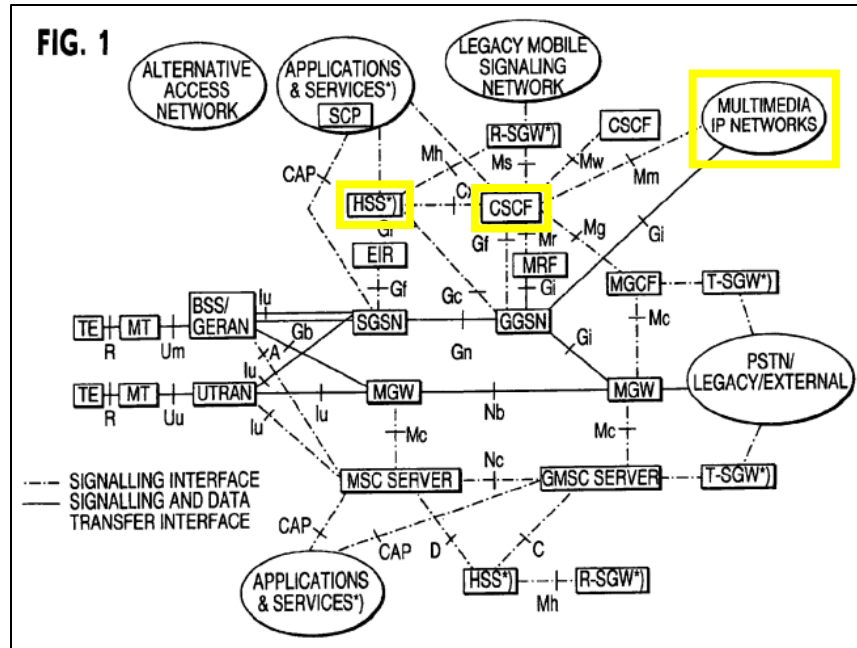 FIG. 1
ALTERNATIVE
ACCESS
NETWORK
APPLICATIONS
& SERVICES*)
SCP
LEGACY MOBILE
SIGNALING
NETWORK
MULTIMEDIA
IP NETWORKS
R-SGW*)
CSCF
CAP
Mh
Ms
Mw
Mm
HSS*)
Cx
CSCF
Gr
Gf
Mr
Mg
Gi
EIR
MRF
MGCF
T-SGW*)
Gf
Gc
Gi
BSS/
GERAN
Iu
SGSN
GGSN
Mc
TE
MT
Gb
Gn
Gi
R
Um
A
PSTN/
LEGACY/EXTERNAL
Iu
TE
MT
UTRAN
MGW
MGW
R
Uu
Iu
Iu
Nb
Mc
Mc
SIGNALLING INTERFACE
SIGNALLING AND DATA
TRANSFER INTERFACE
MSC SERVER
Nc
GMSC SERVER
T-SGW*)
CAP
CAP
D
C
APPLICATIONS
& SERVICES*)
HSS*)
R-SGW*)
Mh